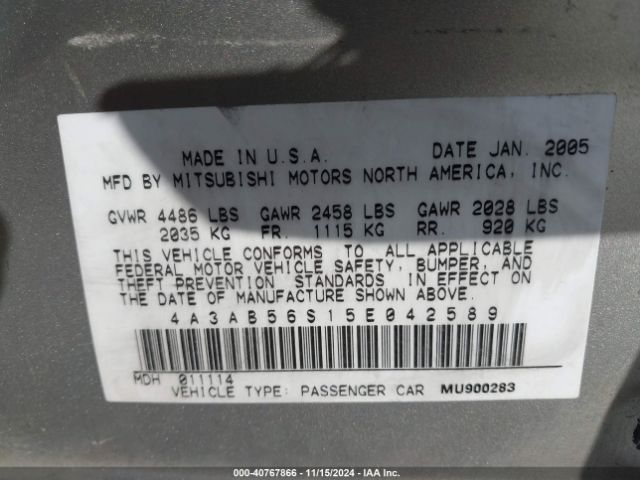 MADE IN U.S.A. DATE JAN. 2005
MFD BY MITSUBISHI MOTORS NORTH AMERICA, INC.
GVWR 4486 LBS GAWR 2458 LBS GAWR 2028 LBS
2035 KG FR. 1115 KG RR. 920 KG
THIS VEHICLE CONFORMS TO ALL APPLICABLE
FEDERAL MOTOR VEHICLE SAFETY, BUMPER, AND
THEFT PREVENTION STANDARDS IN EFFECT ON
THE DATE OF MANUFACTURE SHOWN ABOVE.
4A3AB56S15E042589
MDH 011114
VEHICLE TYPE: PASSENGER CAR MU900283
000-40767866 - 11/15/2024 - IAA Inc.